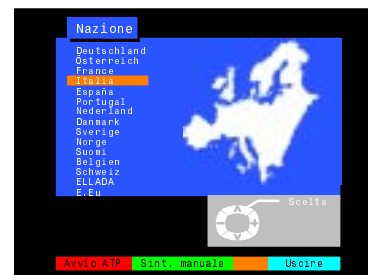 Nazione
Deutschland
Österreich
France
Italia
España
Portugal
Nederland
Danmark
Sverige
Norge
Suomi
Belgien
Schweiz
ELLADA
E.Eu
Scelta
Avvio ATP Sint. manuale Uscire